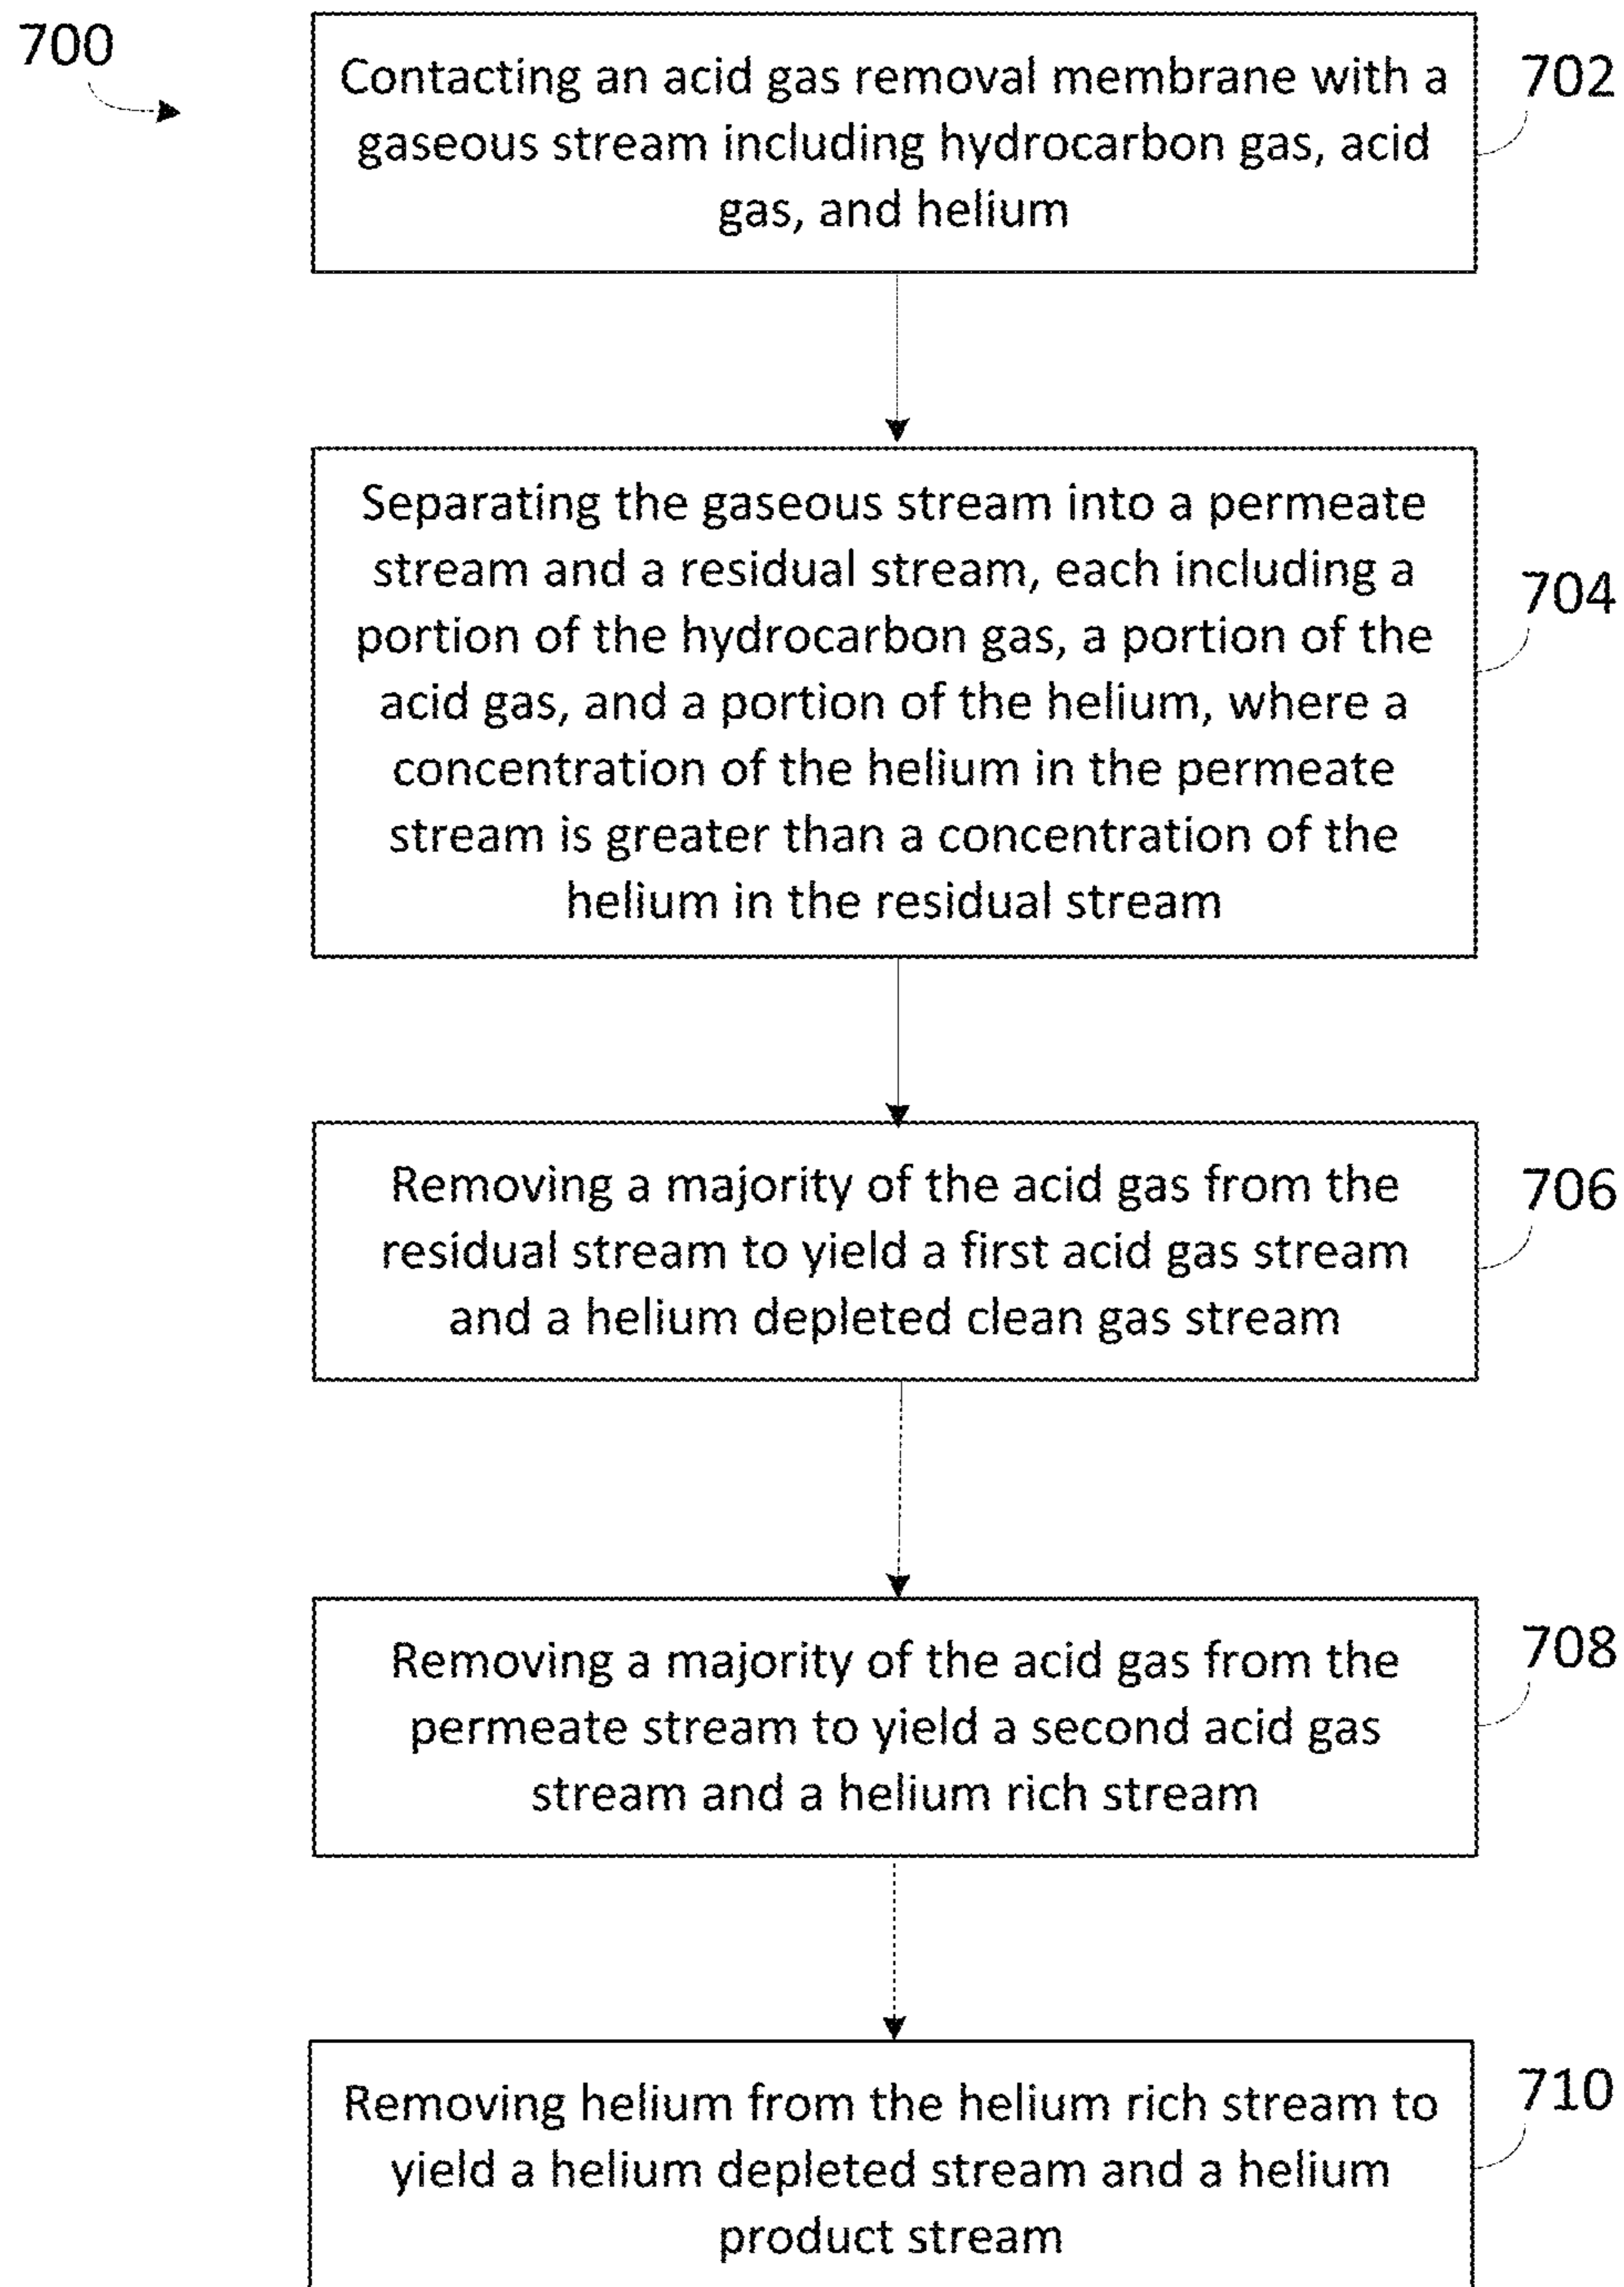 700
Contacting an acid gas removal membrane with a
gaseous stream including hydrocarbon gas, acid
gas, and helium
702
Separating the gaseous stream into a permeate
stream and a residual stream, each including a
portion of the hydrocarbon gas, a portion of the
acid gas, and a portion of the helium, where a
concentration of the helium in the permeate
stream is greater than a concentration of the
helium in the residual stream
704
Removing a majority of the acid gas from the
residual stream to yield a first acid gas stream
and a helium depleted clean gas stream
706
Removing a majority of the acid gas from the
permeate stream to yield a second acid gas
stream and a helium rich stream
708
Removing helium from the helium rich stream to
yield a helium depleted stream and a helium
product stream
710